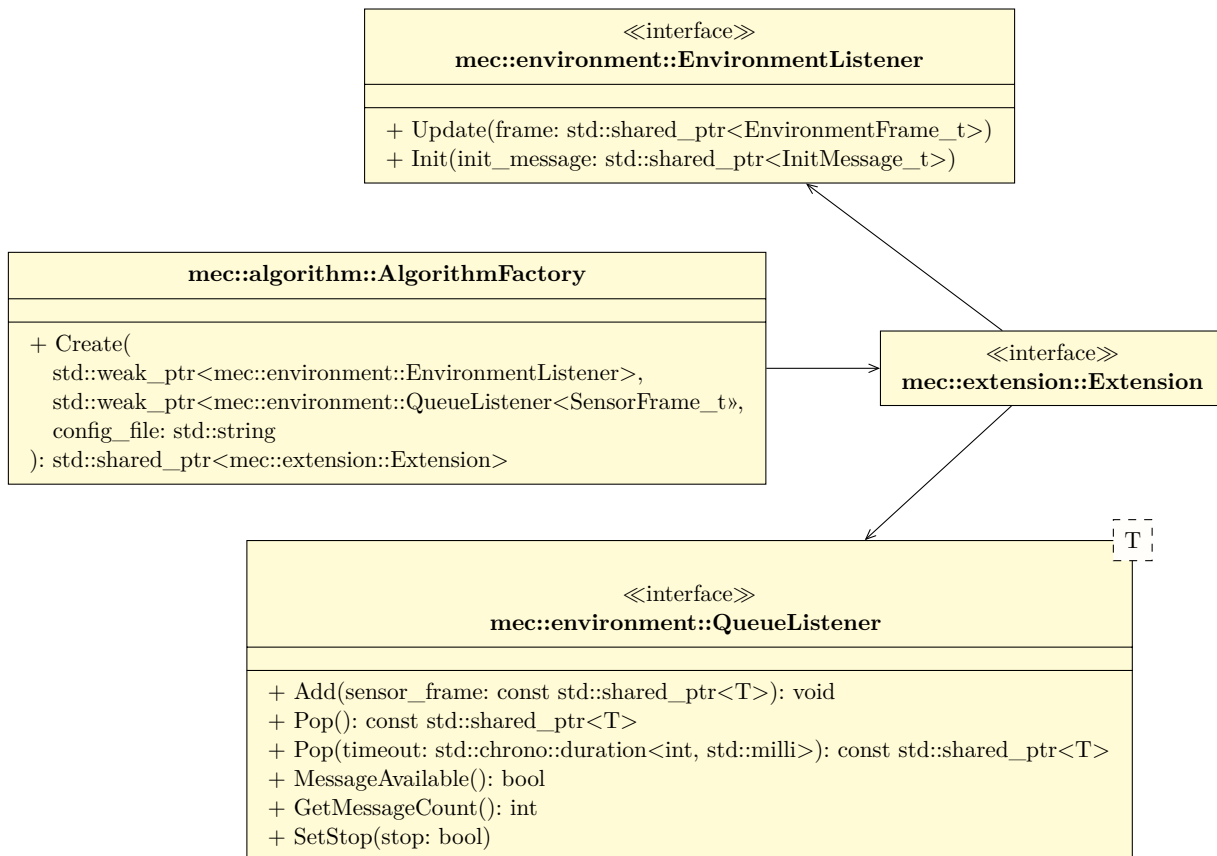 ≪interface≫
mec::environment::EnvironmentListener
+ Update(frame: std::shared_ptr<EnvironmentFrame_t>)
+ Init(init_message: std::shared_ptr<InitMessage_t>)
mec::algorithm::AlgorithmFactory
+ Create(
std::weak_ptr<mec::environment::EnvironmentListener>,
std::weak_ptr<mec::environment::QueueListener<SensorFrame_t»,
config_file: std::string
): std::shared_ptr<mec::extension::Extension>
≪interface≫
mec::extension::Extension
T
≪interface≫
mec::environment::QueueListener
+ Add(sensor_frame: const std::shared_ptr<T>): void
+ Pop(): const std::shared_ptr<T>
+ Pop(timeout: std::chrono::duration<int, std::milli>): const std::shared_ptr<T>
+ MessageAvailable(): bool
+ GetMessageCount(): int
+ SetStop(stop: bool)